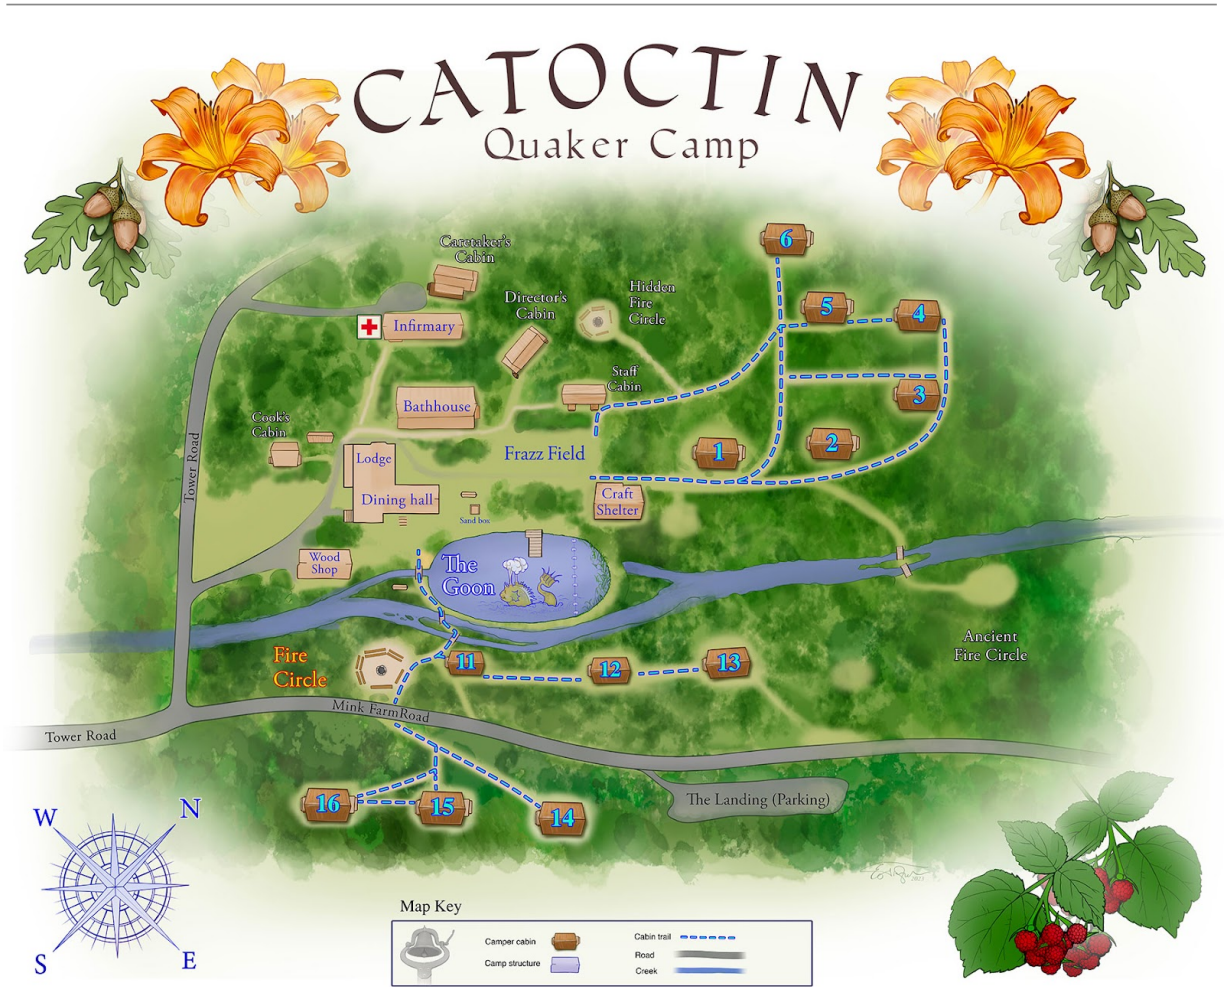 CATOCTIN
Quaker Camp
6
Caretaker's
Cabin
Hidden
Fire
Circle
Director's
Cabin
5
4
Infirmary
Staff
Cabin
3
Bathhouse
Cook's
Cabin
1
2
Frazz Field
Lodge
Tower Road
Dining hall
Craft
Shelter
Sand box
Wood
Shop
The
Goon
Ancient
Fire Circle
Fire
Circle
11
12
13
Mink Farm Road
Tower Road
16
15
14
The Landing (Parking)
W
N
S
E
Map Key
Camper cabin
Camp structure
Cabin trail
Road
Creek